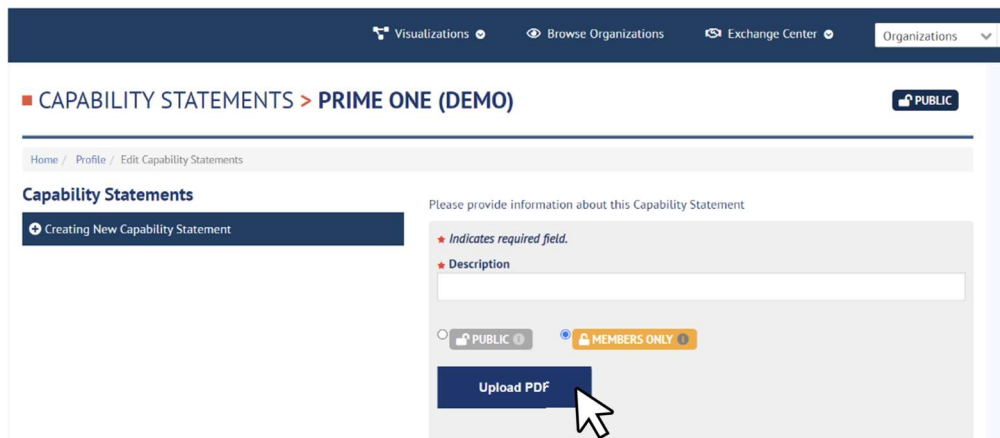 Visualizations Browse Organizations Exchange Center Organizations
CAPABILITY STATEMENTS > PRIME ONE (DEMO) PUBLIC
Home / Profile / Edit Capability Statements
Capability Statements
Creating New Capability Statement
Please provide information about this Capability Statement
★ Indicates required field.
★ Description
PUBLIC MEMBERS ONLY
Upload PDF